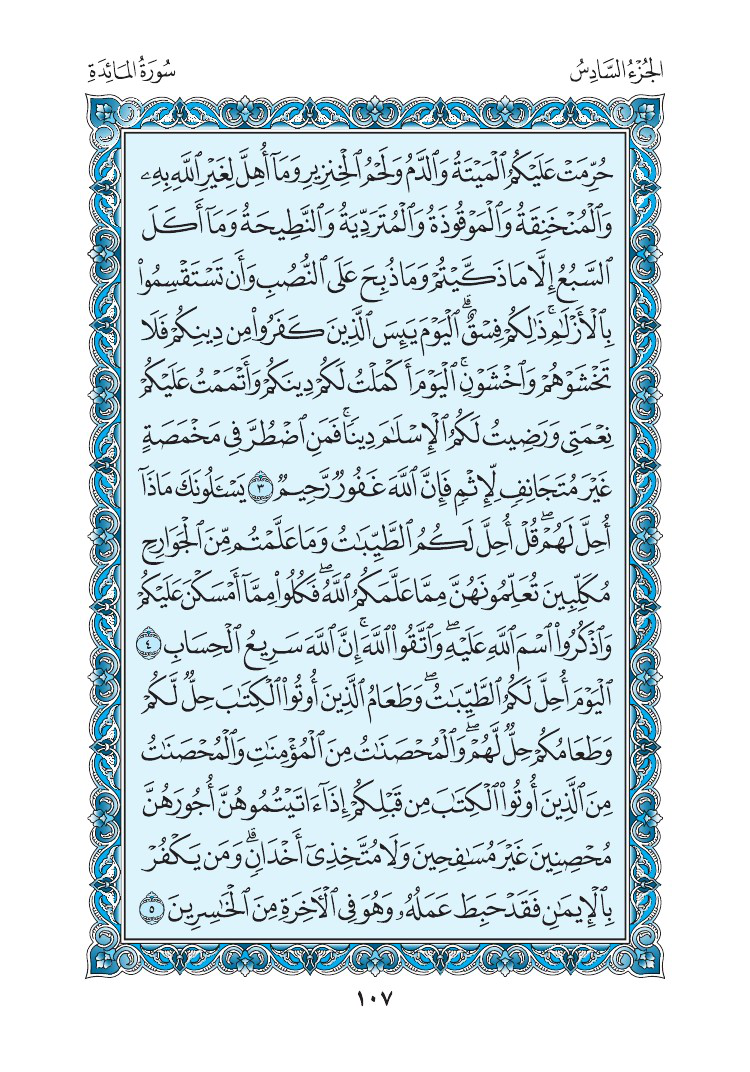 الجُزْءُ السَّادِسُ
سُورَةُ المَائِدَةِ
حُرِّمَتْ عَلَيْكُمُ ٱلْمَيْتَةُ وَٱلدَّمُ وَلَحْمُ ٱلْخِنزِيرِ وَمَآ أُهِلَّ لِغَيْرِ ٱللَّهِ بِهِۦ
وَٱلْمُنْخَنِقَةُ وَٱلْمَوْقُوذَةُ وَٱلْمُتَرَدِّيَةُ وَٱلنَّطِيحَةُ وَمَآ أَكَلَ
ٱلسَّبُعُ إِلَّا مَا ذَكَّيْتُمْ وَمَا ذُبِحَ عَلَى ٱلنُّصُبِ وَأَن تَسْتَقْسِمُوا۟
بِٱلْأَزْلَٰمِ ۚ ذَٰلِكُمْ فِسْقٌ ۗ ٱلْيَوْمَ يَئِسَ ٱلَّذِينَ كَفَرُوا۟ مِن دِينِكُمْ فَلَا
تَخْشَوْهُمْ وَٱخْشَوْنِ ۚ ٱلْيَوْمَ أَكْمَلْتُ لَكُمْ دِينَكُمْ وَأَتْمَمْتُ عَلَيْكُمْ
نِعْمَتِى وَرَضِيتُ لَكُمُ ٱلْإِسْلَٰمَ دِينًا ۚ فَمَنِ ٱضْطُرَّ فِى مَخْمَصَةٍ
غَيْرَ مُتَجَانِفٍ لِّإِثْمٍ فَإِنَّ ٱللَّهَ غَفُورٌ رَّحِيمٌ ٣ يَسْـَٔلُونَكَ مَاذَآ
أُحِلَّ لَهُمْ ۖ قُلْ أُحِلَّ لَكُمُ ٱلطَّيِّبَٰتُ وَمَا عَلَّمْتُم مِّنَ ٱلْجَوَارِحِ
مُكَلِّبِينَ تُعَلِّمُونَهُنَّ مِمَّا عَلَّمَكُمُ ٱللَّهُ ۖ فَكُلُوا۟ مِمَّآ أَمْسَكْنَ عَلَيْكُمْ
وَٱذْكُرُوا۟ ٱسْمَ ٱللَّهِ عَلَيْهِ ۖ وَٱتَّقُوا۟ ٱللَّهَ ۚ إِنَّ ٱللَّهَ سَرِيعُ ٱلْحِسَابِ ٤
ٱلْيَوْمَ أُحِلَّ لَكُمُ ٱلطَّيِّبَٰتُ ۖ وَطَعَامُ ٱلَّذِينَ أُوتُوا۟ ٱلْكِتَٰبَ حِلٌّ لَّكُمْ
وَطَعَامُكُمْ حِلٌّ لَّهُمْ ۖ وَٱلْمُحْصَنَٰتُ مِنَ ٱلْمُؤْمِنَٰتِ وَٱلْمُحْصَنَٰتُ
مِنَ ٱلَّذِينَ أُوتُوا۟ ٱلْكِتَٰبَ مِن قَبْلِكُمْ إِذَآ ءَاتَيْتُمُوهُنَّ أُجُورَهُنَّ
مُحْصِنِينَ غَيْرَ مُسَٰفِحِينَ وَلَا مُتَّخِذِىٓ أَخْدَانٍ ۗ وَمَن يَكْفُرْ
بِٱلْإِيمَٰنِ فَقَدْ حَبِطَ عَمَلُهُۥ وَهُوَ فِى ٱلْـَٔاخِرَةِ مِنَ ٱلْخَٰسِرِينَ ٥
١٠٧